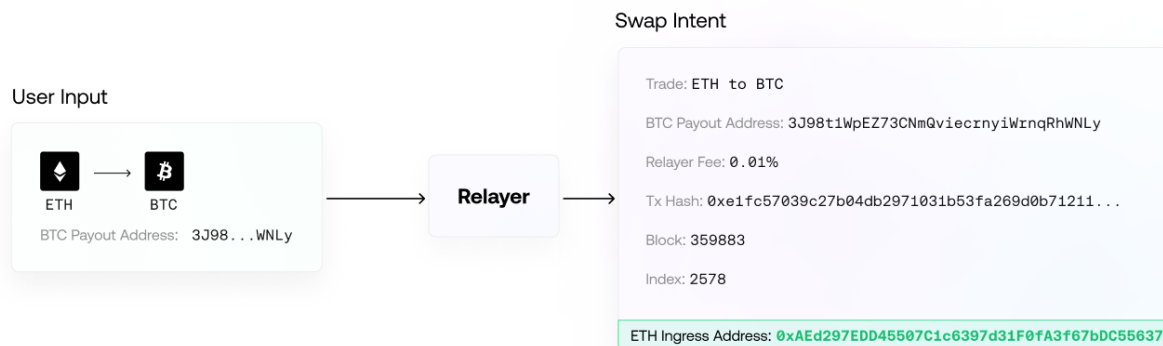 Swap Intent
User Input
ETH
BTC
BTC Payout Address: 3J98...WNLy
Relayer
Trade: ETH to BTC
BTC Payout Address: 3J98t1WpEZ73CNmQviecrnyiWrnqRhWNLy
Relayer Fee: 0.01%
Tx Hash: 0xe1fc57039c27b04db2971031b53fa269d0b71211...
Block: 359883
Index: 2578
ETH Ingress Address: 0xAEd297EDD45507C1c6397d31F0fA3f67bDC55637